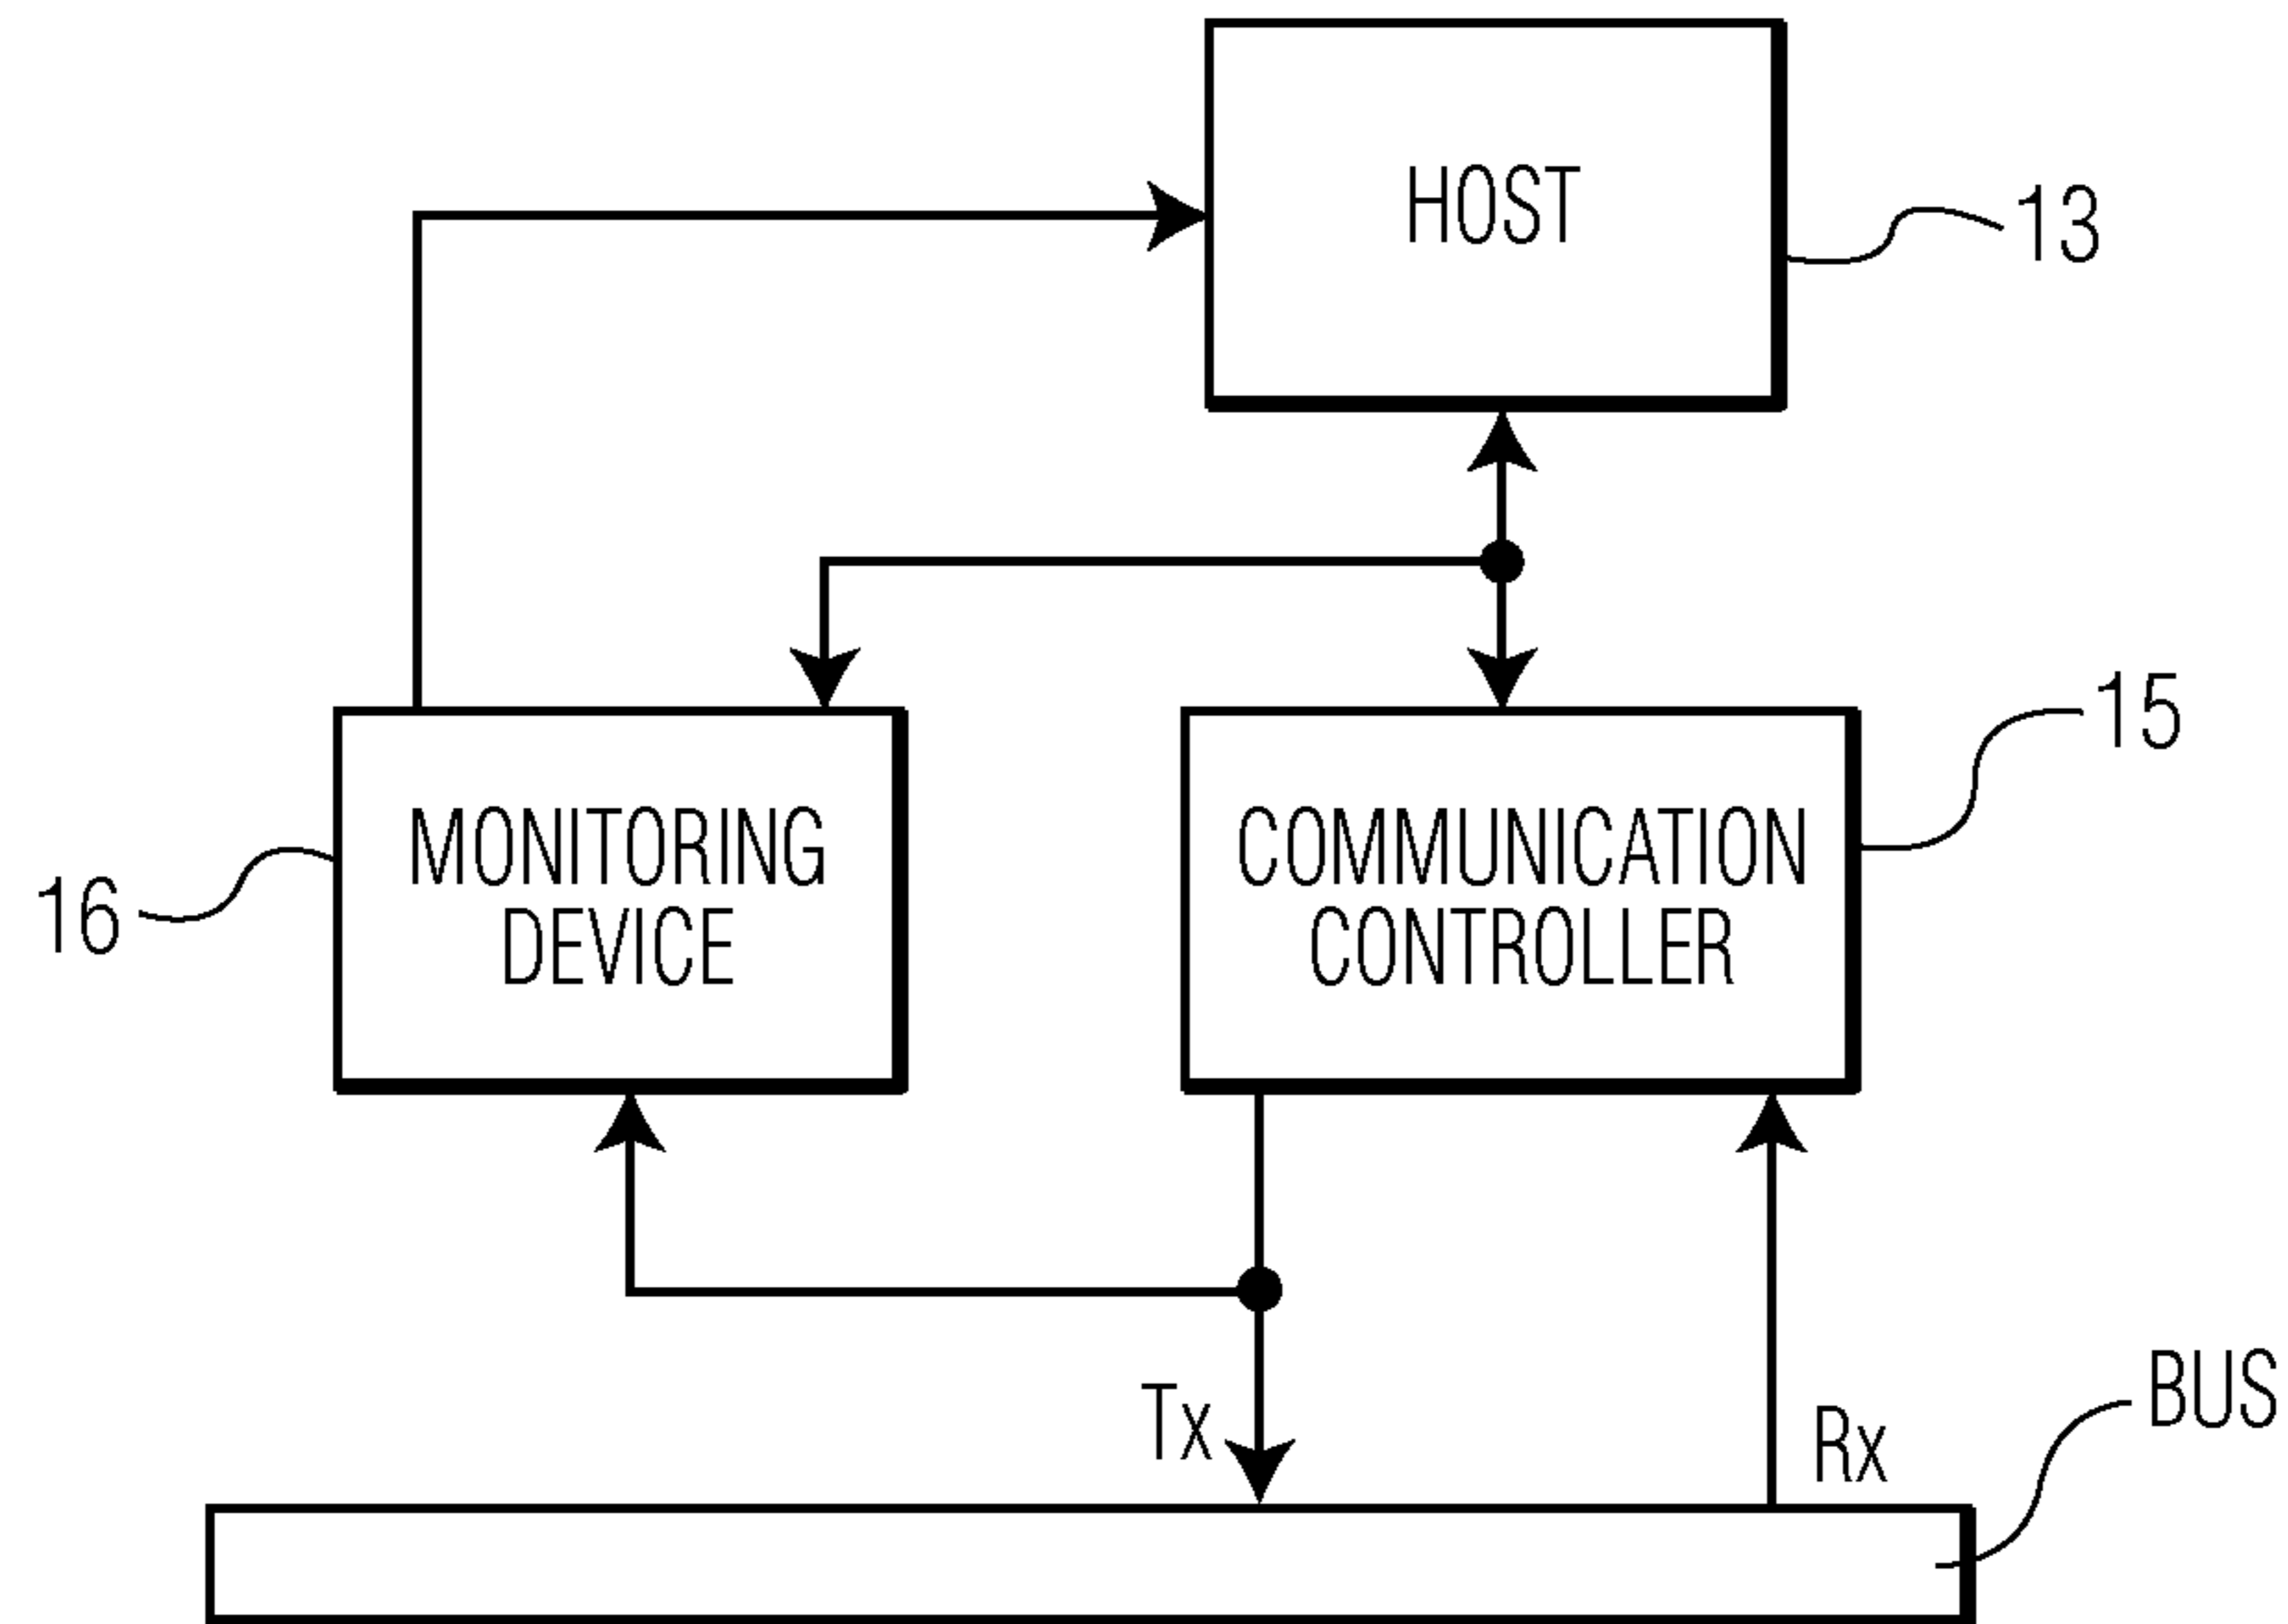 HOST
13
15
MONITORING
DEVICE
COMMUNICATION
CONTROLLER
16
Tx
Rx
BUS